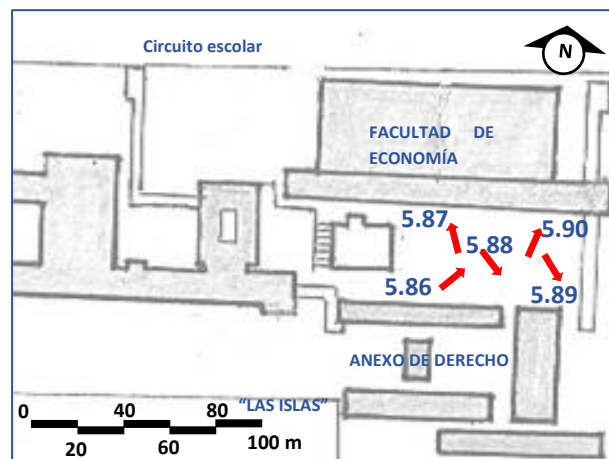 Circuito escolar
N
FACULTAD DE
ECONOMÍA
5.87
5.90
5.88
5.86
5.89
ANEXO DE DERECHO
0 40 80 "LAS ISLAS"
20 60 100 m